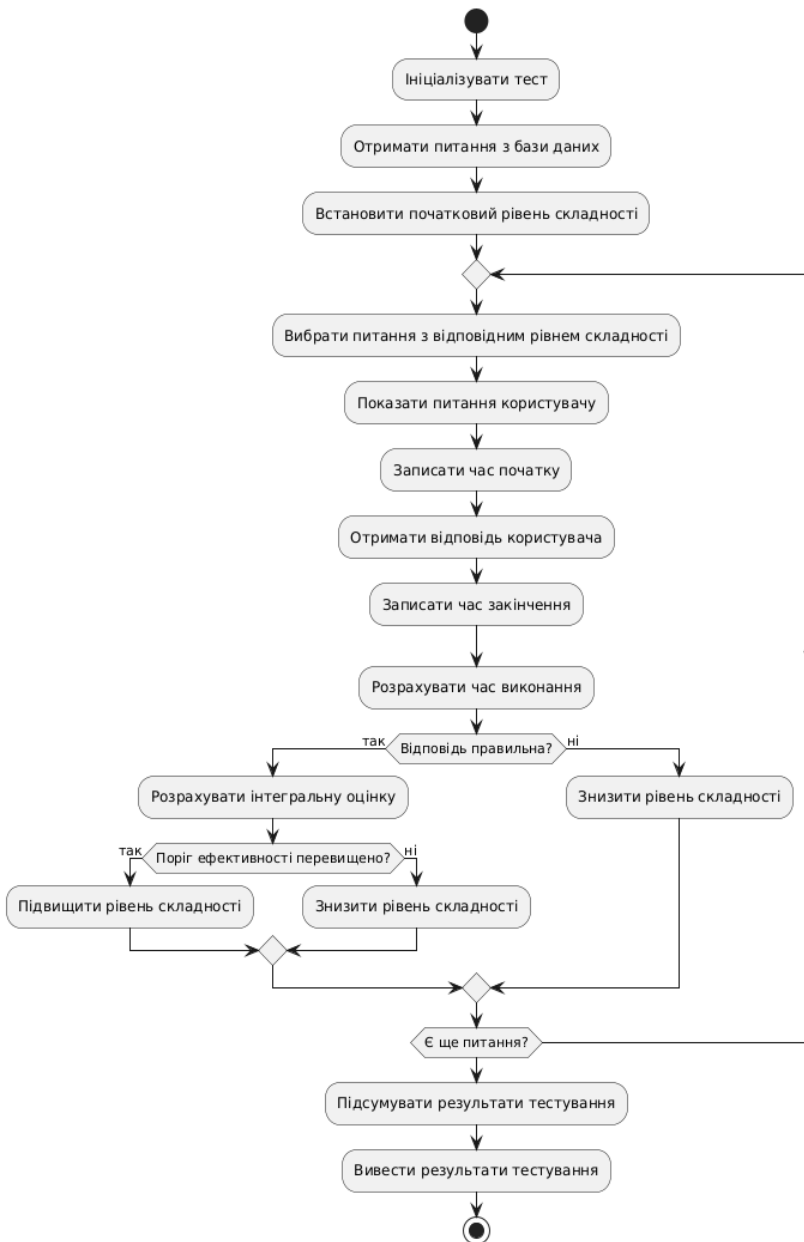 Ініціалізувати тест
Отримати питання з бази даних
Встановити початковий рівень складності
Вибрати питання з відповідним рівнем складності
Показати питання користувачу
Записати час початку
Отримати відповідь користувача
Записати час закінчення
Розрахувати час виконання
так
Відповідь правильна?
ні
Розрахувати інтегральну оцінку
Знизити рівень складності
так
Поріг ефективності перевищено?
ні
Підвищити рівень складності
Знизити рівень складності
Є ще питання?
Підсумувати результати тестування
Вивести результати тестування